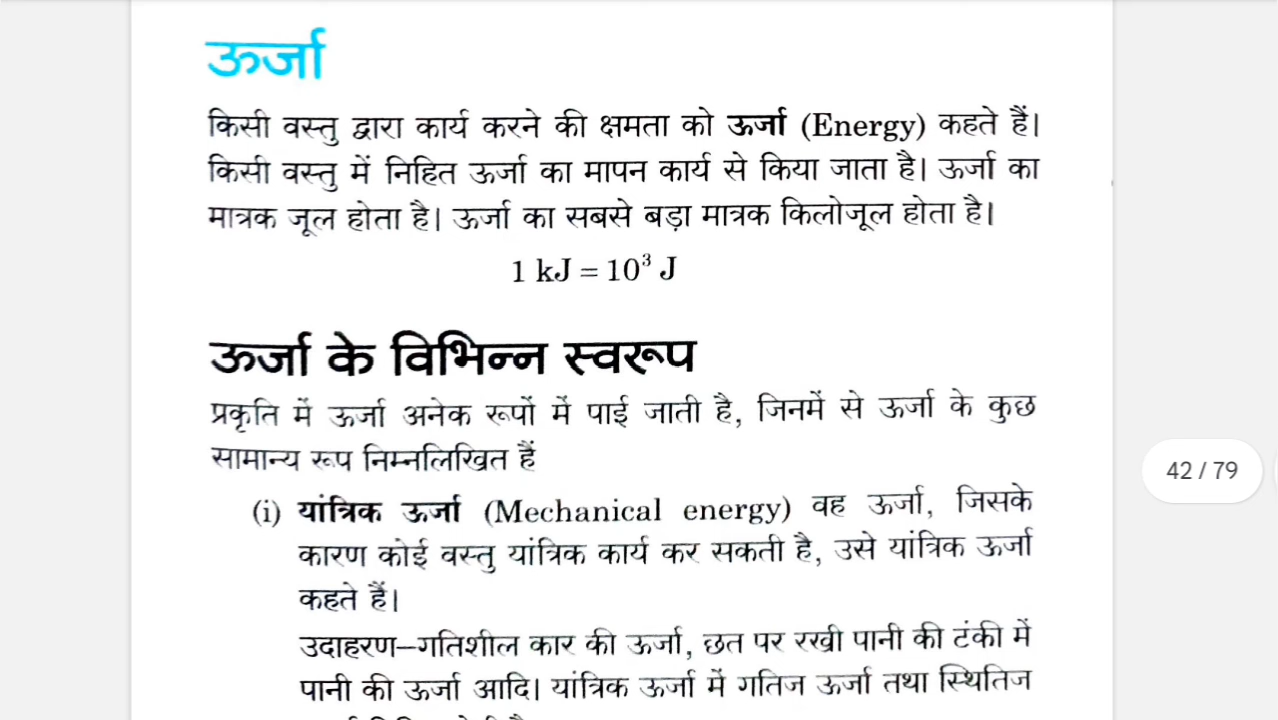 ऊर्जा
किसी वस्तु द्वारा कार्य करने की क्षमता को ऊर्जा (Energy) कहते हैं।
किसी वस्तु में निहित ऊर्जा का मापन कार्य से किया जाता है। ऊर्जा का
मात्रक जूल होता है। ऊर्जा का सबसे बड़ा मात्रक किलोजूल होता है।
1 kJ = 10³ J
ऊर्जा के विभिन्न स्वरूप
प्रकृति में ऊर्जा अनेक रूपों में पाई जाती है, जिनमें से ऊर्जा के कुछ
सामान्य रूप निम्नलिखित हैं
42 / 79
(i) यांत्रिक ऊर्जा (Mechanical energy) वह ऊर्जा, जिसके
कारण कोई वस्तु यांत्रिक कार्य कर सकती है, उसे यांत्रिक ऊर्जा
कहते हैं।
उदाहरण–गतिशील कार की ऊर्जा, छत पर रखी पानी की टंकी में
पानी की ऊर्जा आदि। यांत्रिक ऊर्जा में गतिज ऊर्जा तथा स्थितिज